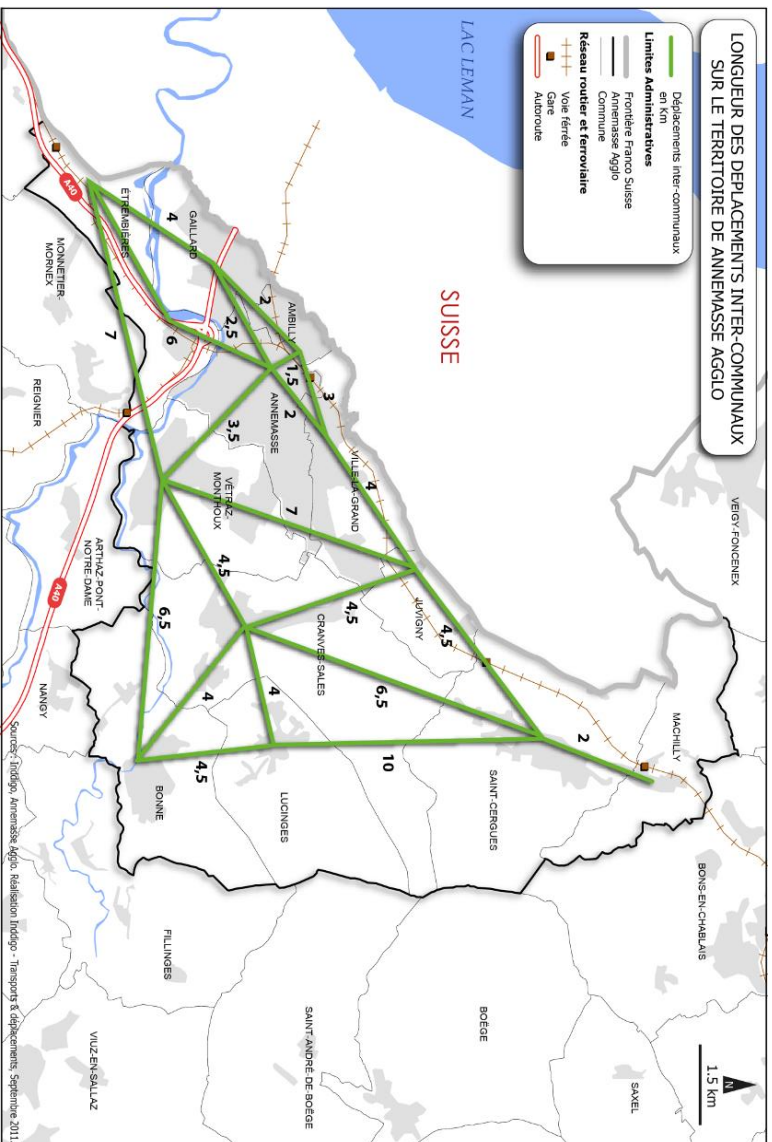 LONGUEUR DES DEPLACEMENTS INTER-COMMUNAUX
SUR LE TERRITOIRE DE ANNEMASSE AGGLO
Déplacements inter-communaux
en Km
Limites Administratives
Frontière Franco Suisse
Annemasse Agglo
Commune
Réseau routier et ferroviaire
Voie férrée
Gare
Autoroute
N
1.5 km
LAC LEMAN
SUISSE
VEIGY-FONCENEX
MACHILLY
BONS-EN-CHABLAIS
SAXEL
2
SAINT-CERGUES
BOËGE
4,5
JUVIGNY
6,5
10
4
VILLE-LA-GRAND
3
AMBILLY
2
1,5
2
ANNEMASSE
7
4,5
CRANVES-SALES
4
LUCINGES
SAINT-ANDRÉ-DE-BOËGE
GAILLARD
4
2,5
3,5
VÉTRAZ-
MONTHOUX
4,5
4
4,5
ÉTREMBIÈRES
6
6,5
BONNE
FILLINGES
A40
7
MONNETIER-
MORNEX
REIGNIER
ARTHAZ-PONT-
NOTRE-DAME
A40
NANGY
VIUZ-EN-SALLAZ
Sources : Inddigo, Annemasse Agglo. Réalisation Inddigo - Transports & déplacements, Septembre 2011.